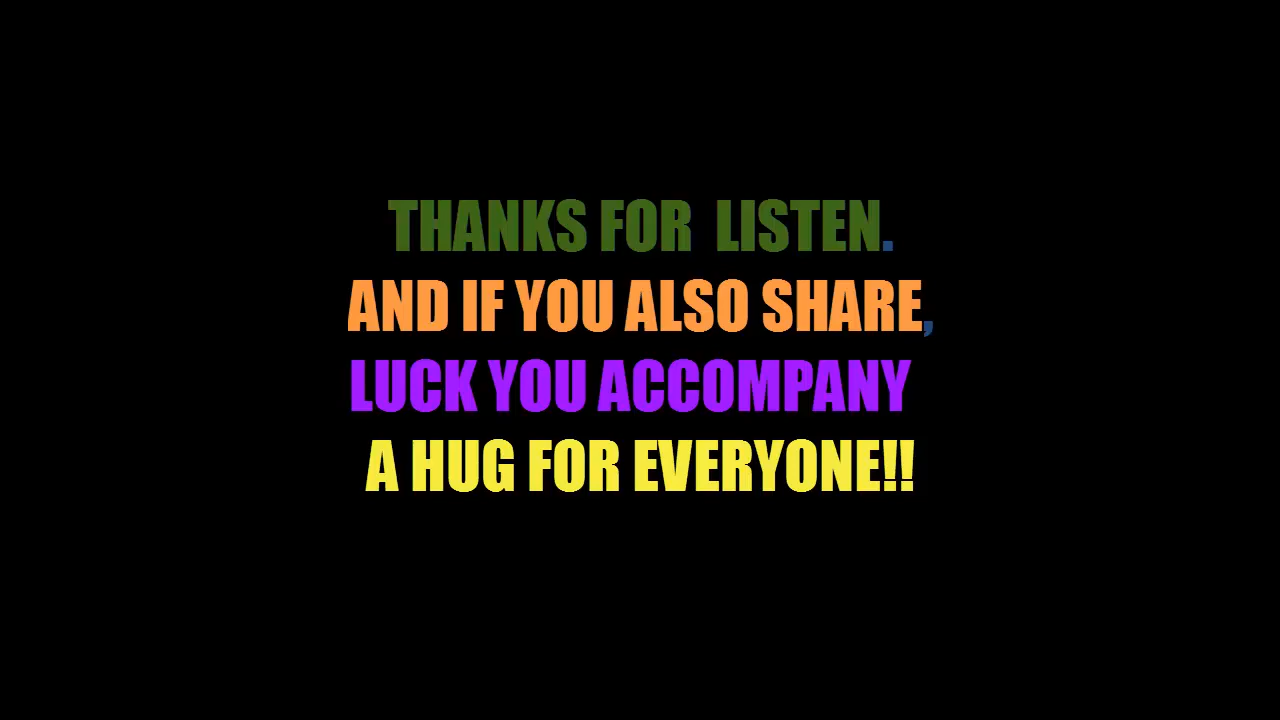 THANKS FOR  LISTEN.
AND IF YOU ALSO SHARE,
LUCK YOU ACCOMPANY
A HUG FOR EVERYONE!!